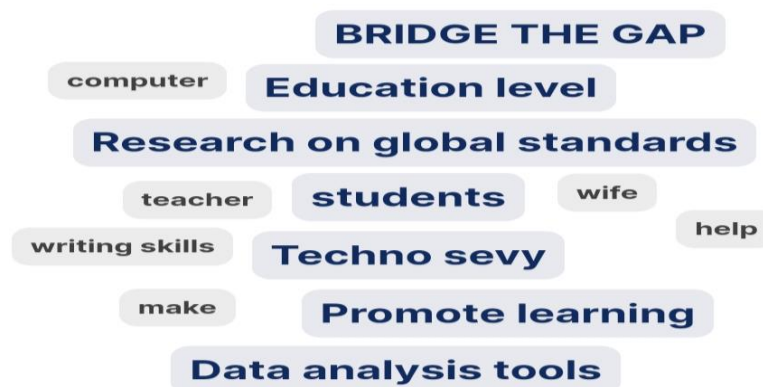 BRIDGE THE GAP
computer Education level
Research on global standards
teacher students wife
help
writing skills Techno sevy
make Promote learning
Data analysis tools